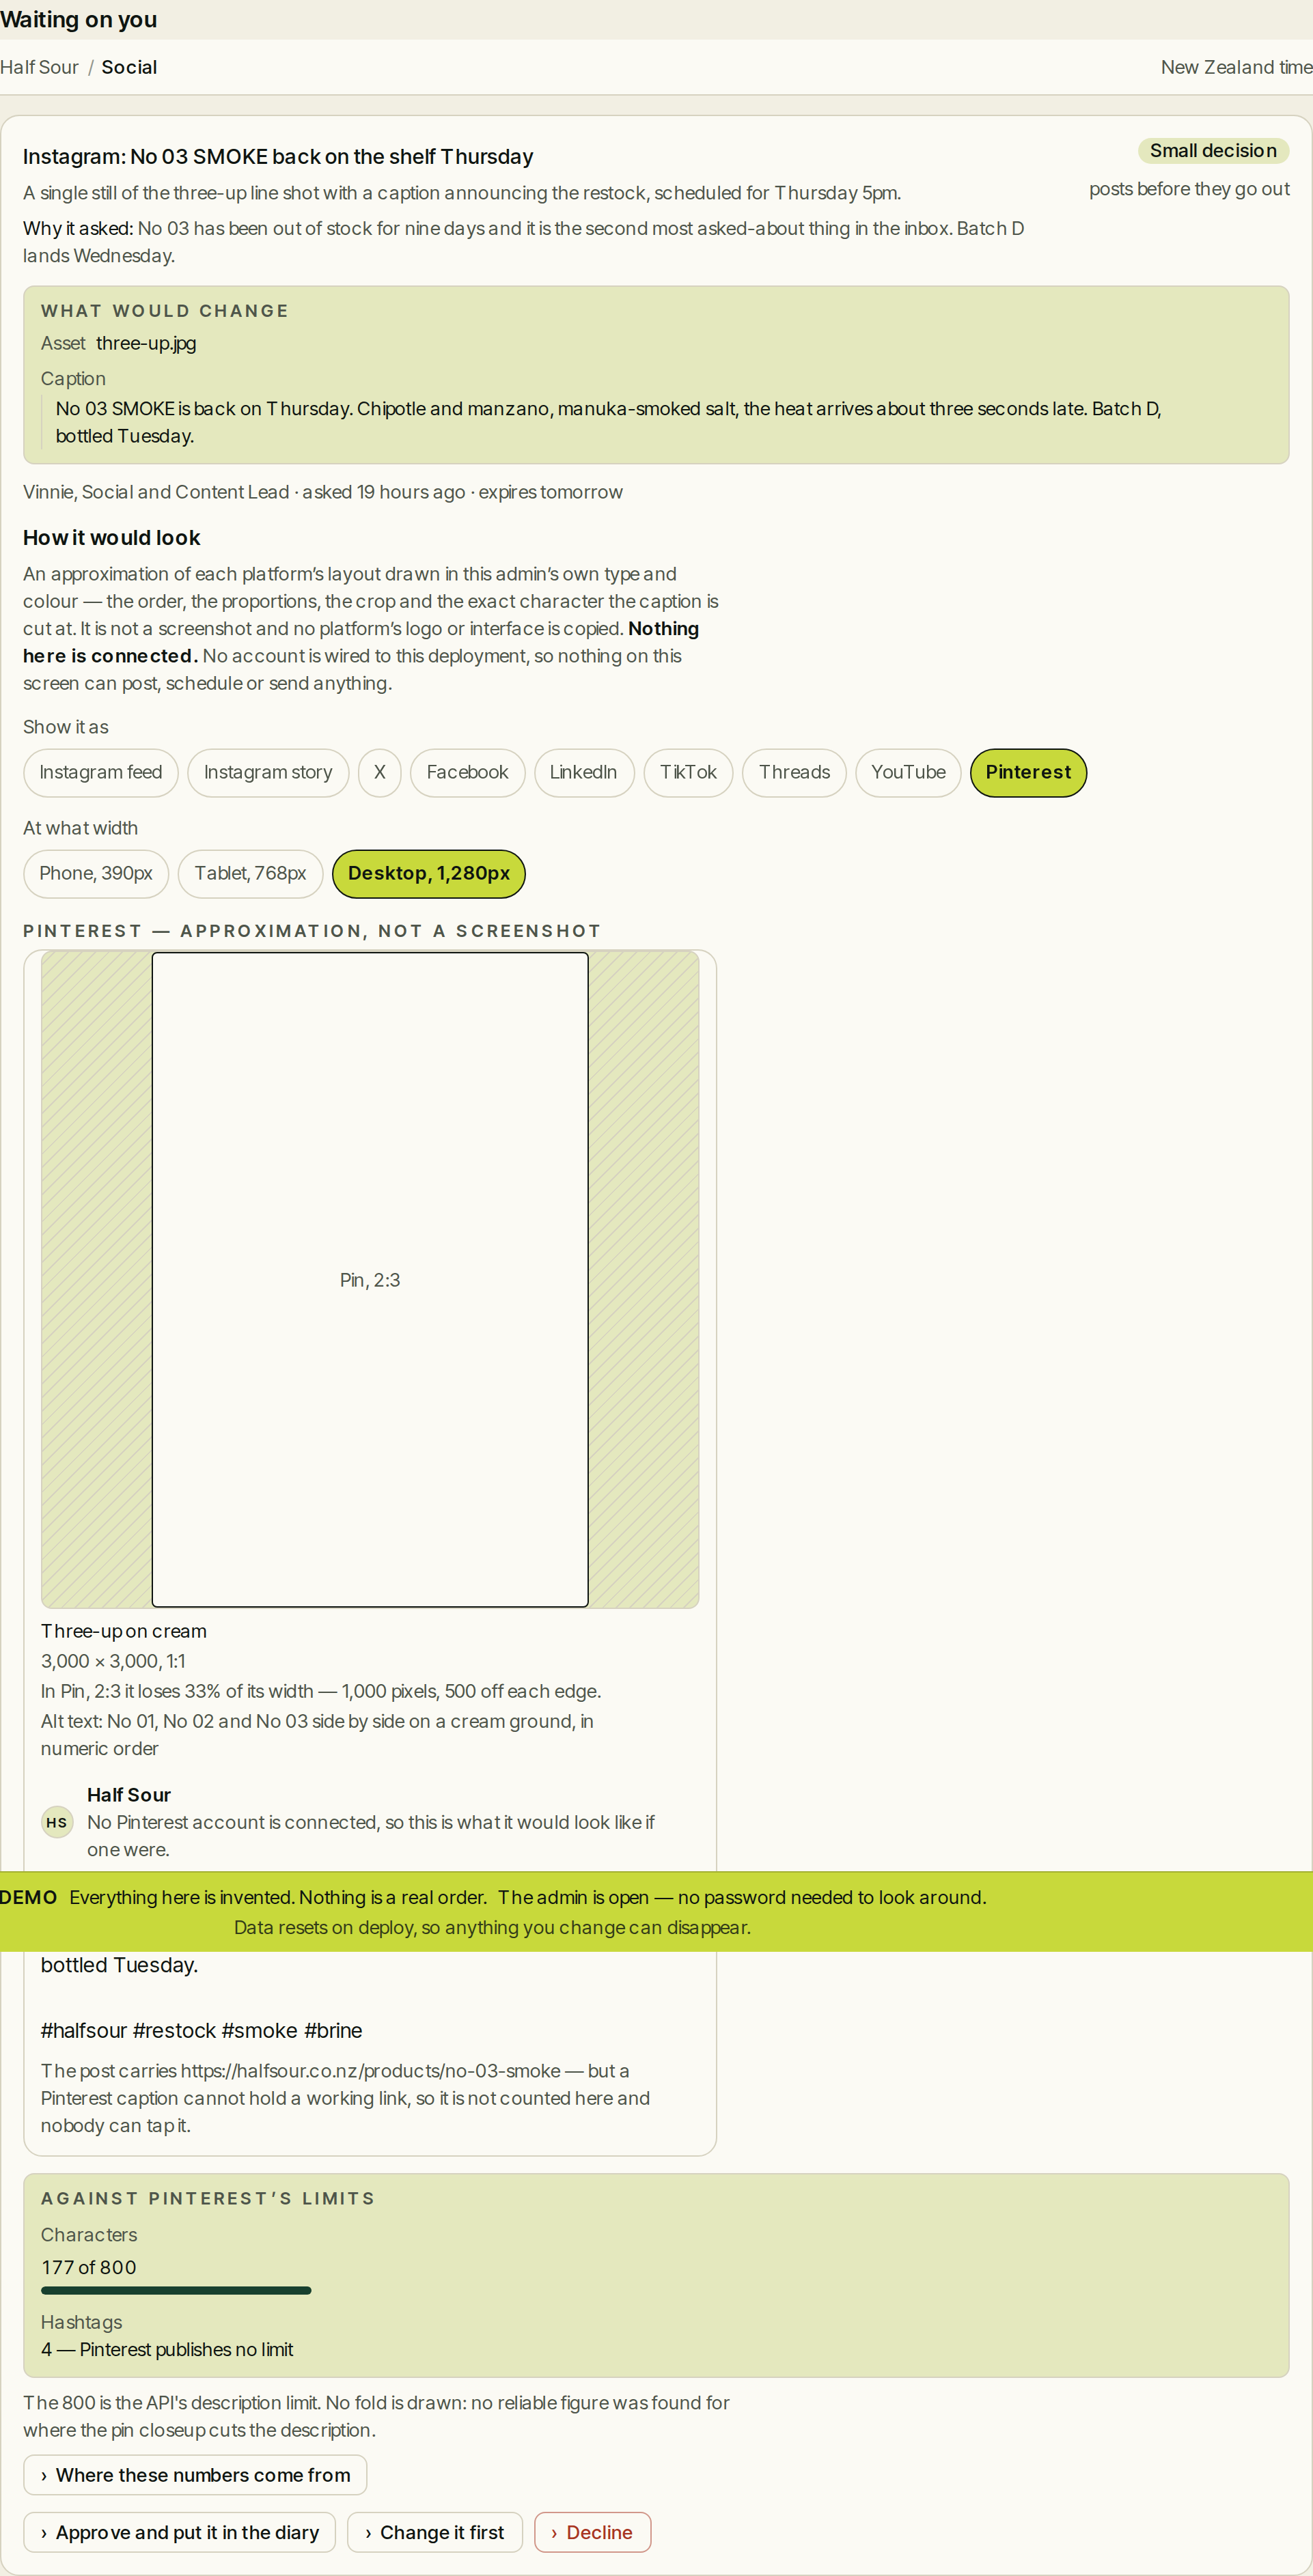 Waiting on you
Half Sour / Social
New Zealand time
Instagram: No 03 SMOKE back on the shelf Thursday
Small decision
A single still of the three-up line shot with a caption announcing the restock, scheduled for Thursday 5pm.
posts before they go out
Why it asked: No 03 has been out of stock for nine days and it is the second most asked-about thing in the inbox. Batch D
lands Wednesday.
WHAT WOULD CHANGE
Asset three-up.jpg
Caption
No 03 SMOKE is back on Thursday. Chipotle and manzano, manuka-smoked salt, the heat arrives about three seconds late. Batch D,
bottled Tuesday.
Vinnie, Social and Content Lead · asked 19 hours ago · expires tomorrow
How it would look
An approximation of each platform’s layout drawn in this admin’s own type and
colour — the order, the proportions, the crop and the exact character the caption is
cut at. It is not a screenshot and no platform’s logo or interface is copied. Nothing
here is connected. No account is wired to this deployment, so nothing on this
screen can post, schedule or send anything.
Show it as
Instagram feed
Instagram story
X
Facebook
LinkedIn
TikTok
Threads
YouTube
Pinterest
At what width
Phone, 390px
Tablet, 768px
Desktop, 1,280px
PINTEREST — APPROXIMATION, NOT A SCREENSHOT
Pin, 2:3
Three-up on cream
3,000 × 3,000, 1:1
In Pin, 2:3 it loses 33% of its width — 1,000 pixels, 500 off each edge.
Alt text: No 01, No 02 and No 03 side by side on a cream ground, in
numeric order
HS
Half Sour
No Pinterest account is connected, so this is what it would look like if
one were.
DEMO Everything here is invented. Nothing is a real order. The admin is open — no password needed to look around.
Data resets on deploy, so anything you change can disappear.
bottled Tuesday.
#halfsour #restock #smoke #brine
The post carries https://halfsour.co.nz/products/no-03-smoke — but a
Pinterest caption cannot hold a working link, so it is not counted here and
nobody can tap it.
AGAINST PINTEREST’S LIMITS
Characters
177 of 800
Hashtags
4 — Pinterest publishes no limit
The 800 is the API's description limit. No fold is drawn: no reliable figure was found for
where the pin closeup cuts the description.
› Where these numbers come from
› Approve and put it in the diary
› Change it first
› Decline